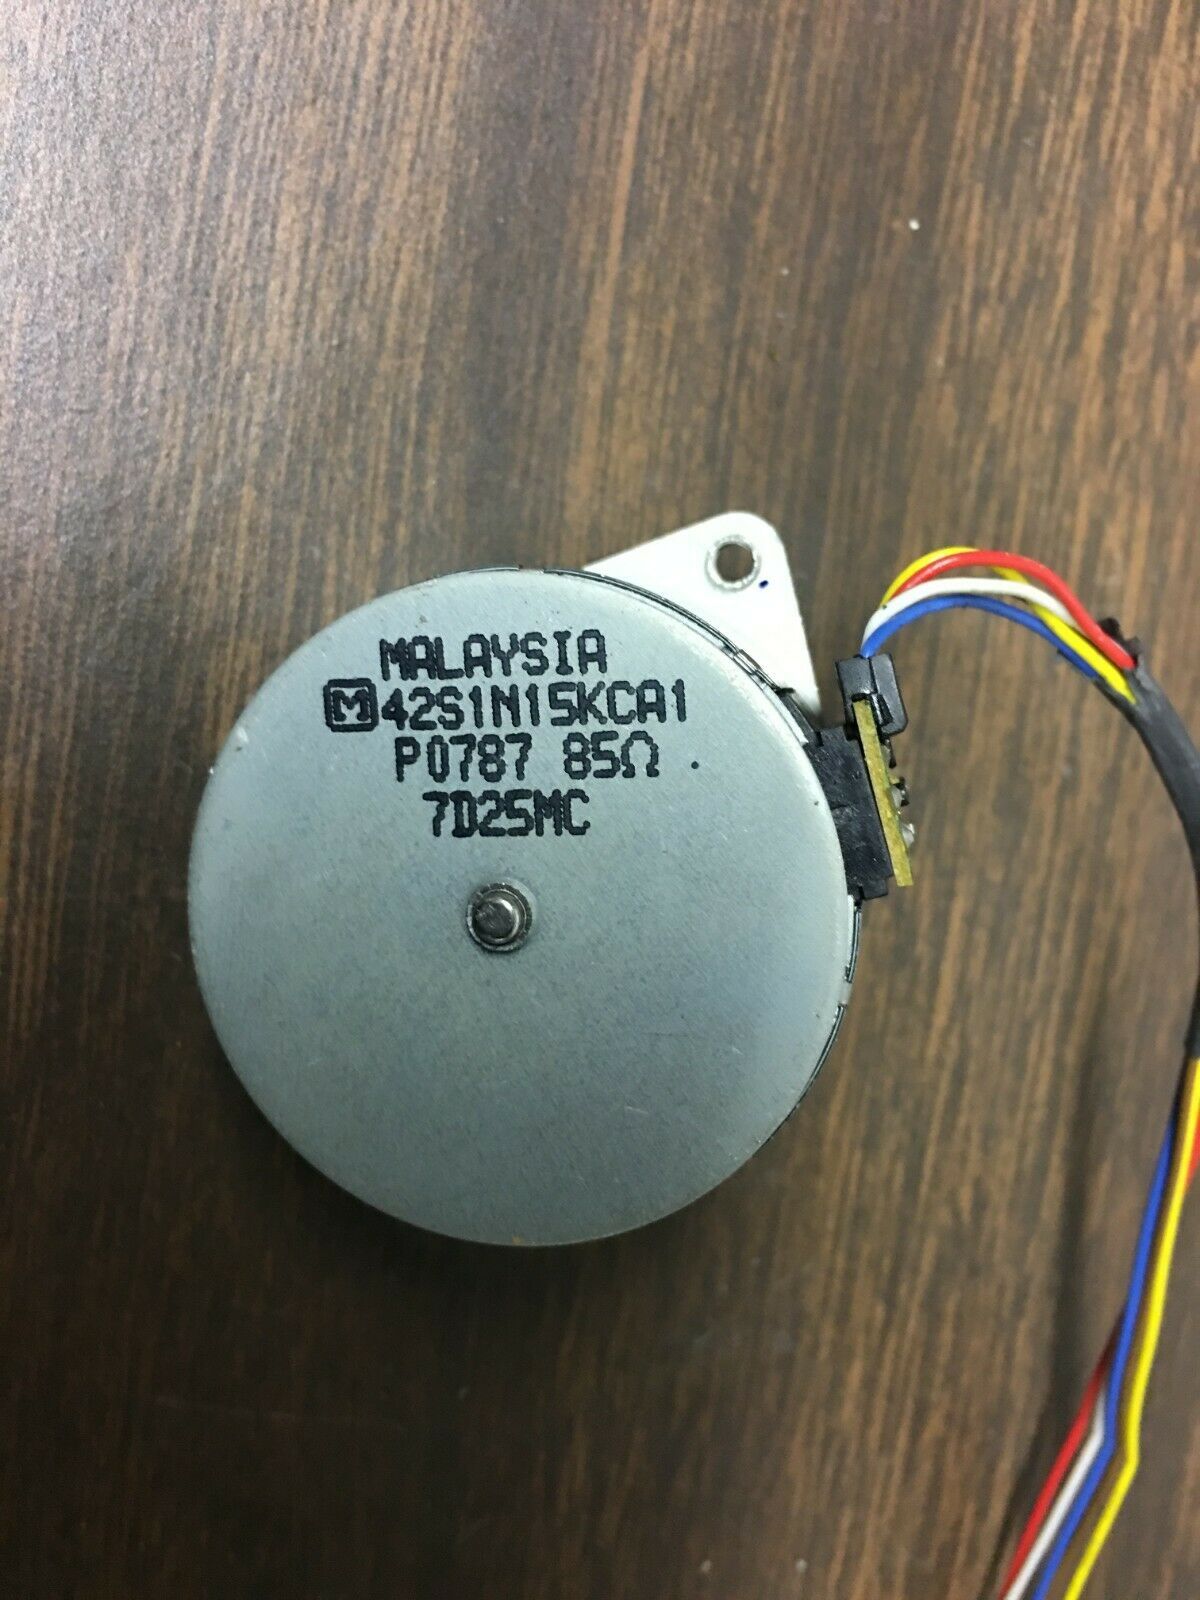 MALAYSIA
M 42S1N15KCA1
P0787 85Ω
7D25MC